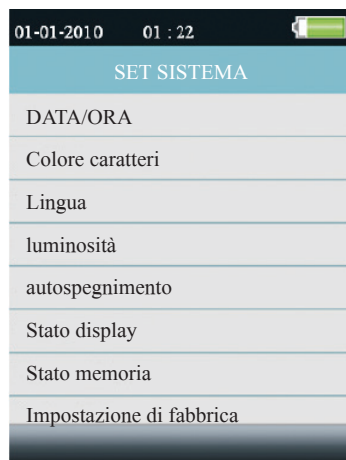 01-01-2010 01 : 22
SET SISTEMA
DATA/ORA
Colore caratteri
Lingua
luminosità
autospegnimento
Stato display
Stato memoria
Impostazione di fabbrica